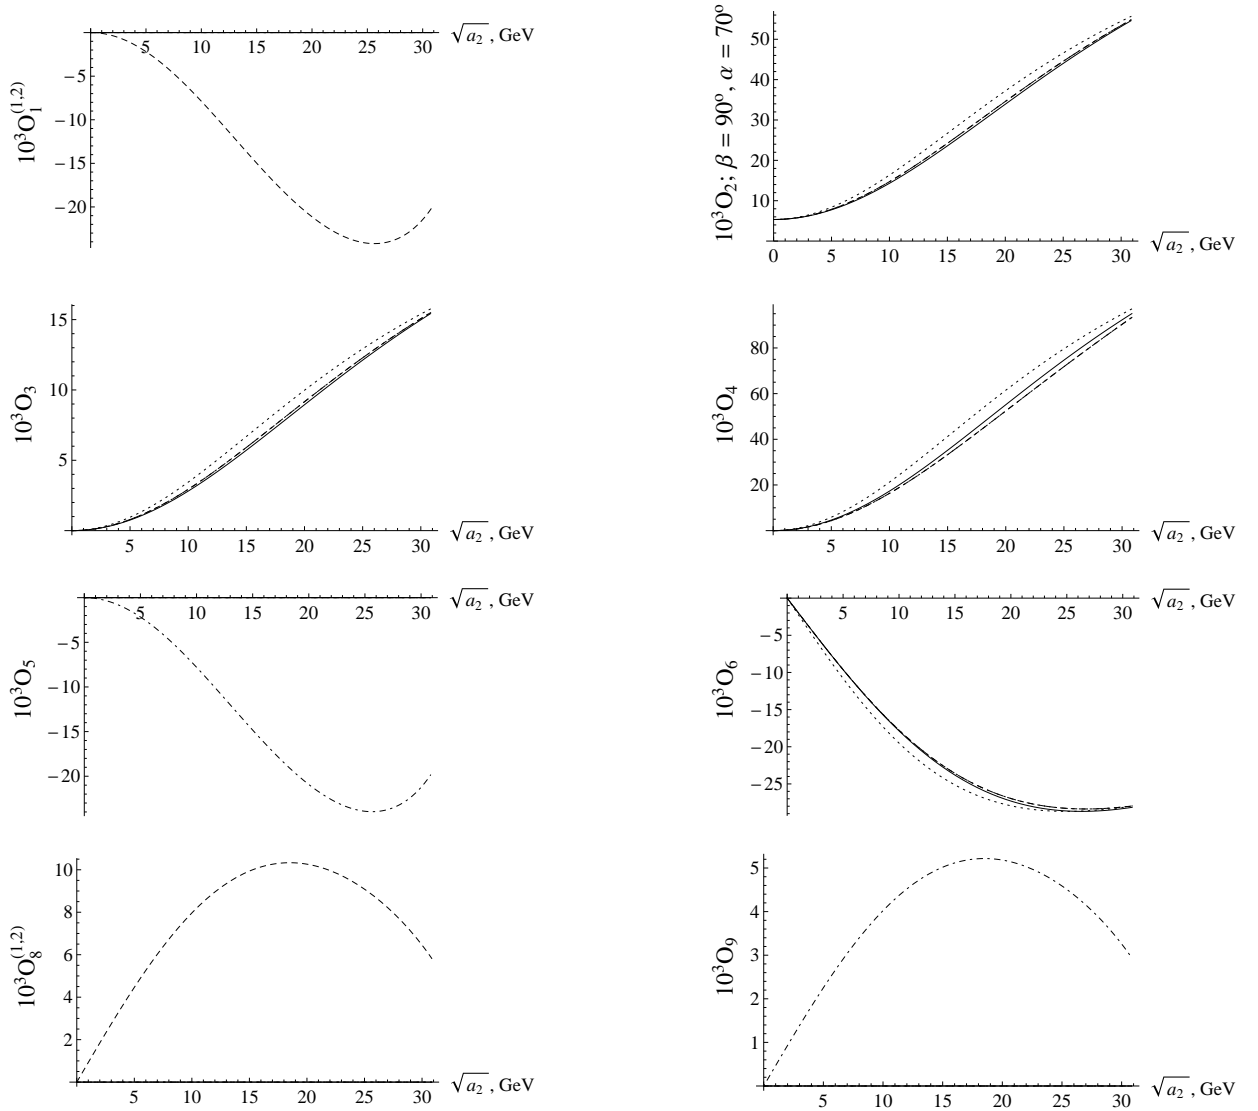 10³O₁⁽¹,²⁾
√a₂ , GeV
5 10 15 20 25 30
−5
−10
−15
−20
10³O₂; β = 90º, α = 70º
50
40
30
20
10
0 5 10 15 20 25 30
√a₂ , GeV
10³O₃
15
10
5
5 10 15 20 25 30
√a₂ , GeV
10³O₄
80
60
40
20
5 10 15 20 25 30
√a₂ , GeV
10³O₅
√a₂ , GeV
5 10 15 20 25 30
−5
−10
−15
−20
10³O₆
√a₂ , GeV
5 10 15 20 25 30
−5
−10
−15
−20
−25
10³O₈⁽¹,²⁾
10
8
6
4
2
5 10 15 20 25 30
√a₂ , GeV
10³O₉
5
4
3
2
1
5 10 15 20 25 30
√a₂ , GeV